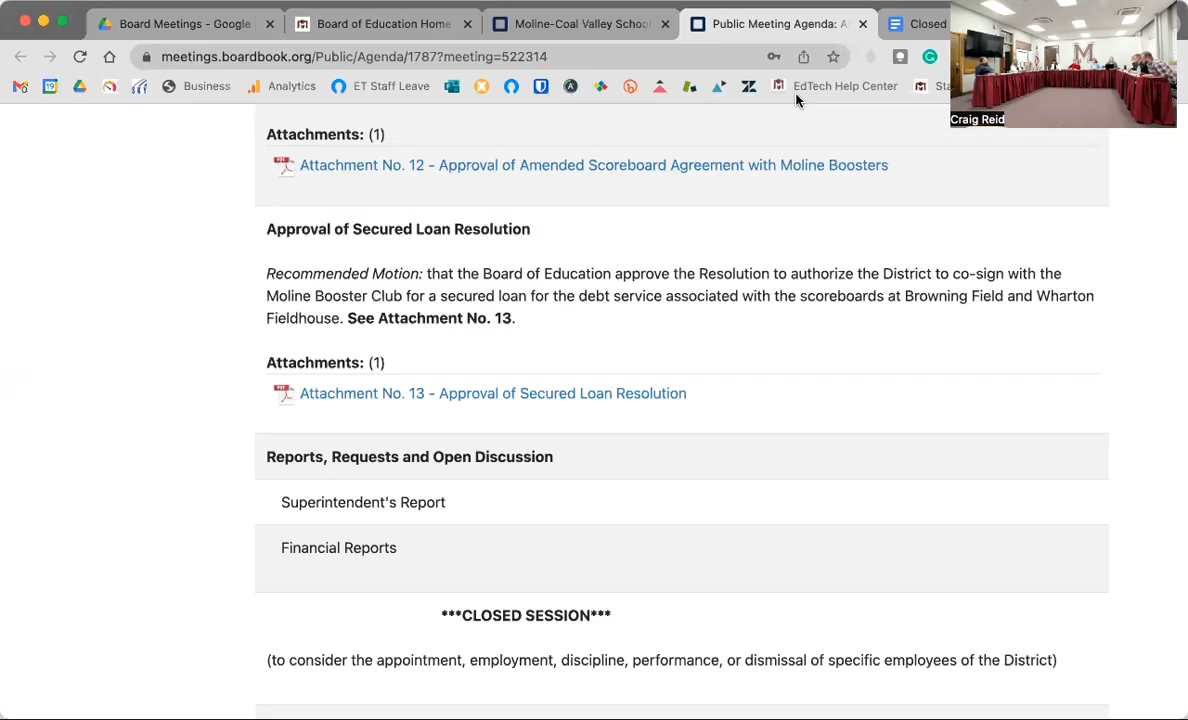 Board Meetings - Google
Board of Education Home
Moline-Coal Valley School
Public Meeting Agenda:
Closed
meetings.boardbook.org/Public/Agenda/1787?meeting=522314
Business
Analytics
ET Staff Leave
EdTech Help Center
Sta
M
Craig Reid
Attachments: (1)
Attachment No. 12 - Approval of Amended Scoreboard Agreement with Moline Boosters
Approval of Secured Loan Resolution
Recommended Motion: that the Board of Education approve the Resolution to authorize the District to co-sign with the
Moline Booster Club for a secured loan for the debt service associated with the scoreboards at Browning Field and Wharton
Fieldhouse. See Attachment No. 13.
Attachments: (1)
Attachment No. 13 - Approval of Secured Loan Resolution
Reports, Requests and Open Discussion
Superintendent's Report
Financial Reports
***CLOSED SESSION***
(to consider the appointment, employment, discipline, performance, or dismissal of specific employees of the District)